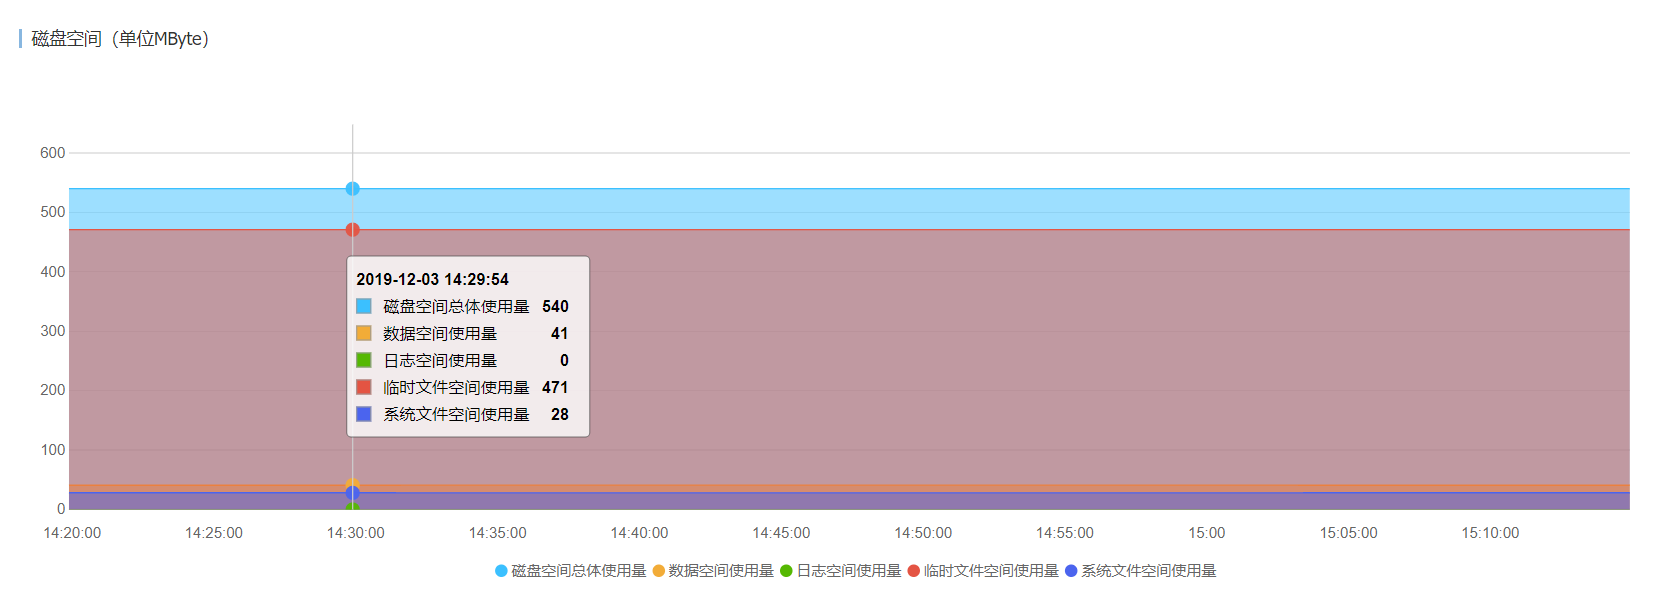 磁盘空间（单位MByte）
600
500
400
300
200
100
0
2019-12-03 14:29:54
磁盘空间总体使用量 540
数据空间使用量 41
日志空间使用量 0
临时文件空间使用量 471
系统文件空间使用量 28
14:20:00 14:25:00 14:30:00 14:35:00 14:40:00 14:45:00 14:50:00 14:55:00 15:00:00 15:05:00 15:10:00
磁盘空间总体使用量 数据空间使用量 日志空间使用量 临时文件空间使用量 系统文件空间使用量